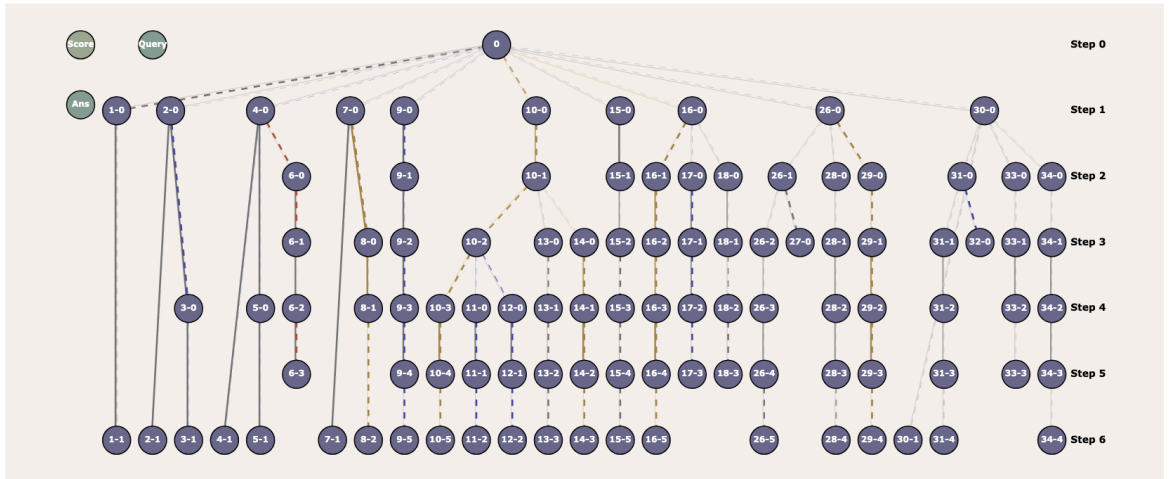 Score Query 0 Step 0
Ans 1-0 2-0 4-0 7-0 9-0 10-0 15-0 16-0 26-0 30-0 Step 1
6-0 9-1 10-1 15-1 16-1 17-0 18-0 26-1 28-0 29-0 31-0 33-0 34-0 Step 2
6-1 8-0 9-2 10-2 13-0 14-0 15-2 16-2 17-1 18-1 26-2 27-0 28-1 29-1 31-1 32-0 33-1 34-1 Step 3
3-0 5-0 6-2 8-1 9-3 10-3 11-0 12-0 13-1 14-1 15-3 16-3 17-2 18-2 26-3 28-2 29-2 31-2 33-2 34-2 Step 4
6-3 9-4 10-4 11-1 12-1 13-2 14-2 15-4 16-4 17-3 18-3 26-4 28-3 29-3 31-3 33-3 34-3 Step 5
1-1 2-1 3-1 4-1 5-1 7-1 8-2 9-5 10-5 11-2 12-2 13-3 14-3 15-5 16-5 26-5 28-4 29-4 30-1 31-4 34-4 Step 6